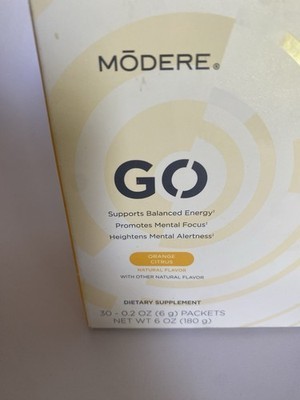 MŌDERE®
GO
Supports Balanced Energy†
Promotes Mental Focus†
Heightens Mental Alertness†
ORANGE
CITRUS
NATURAL FLAVOR
WITH OTHER NATURAL FLAVOR
DIETARY SUPPLEMENT
30 – 0.2 OZ (6 g) PACKETS
NET WT 6 OZ (180 g)